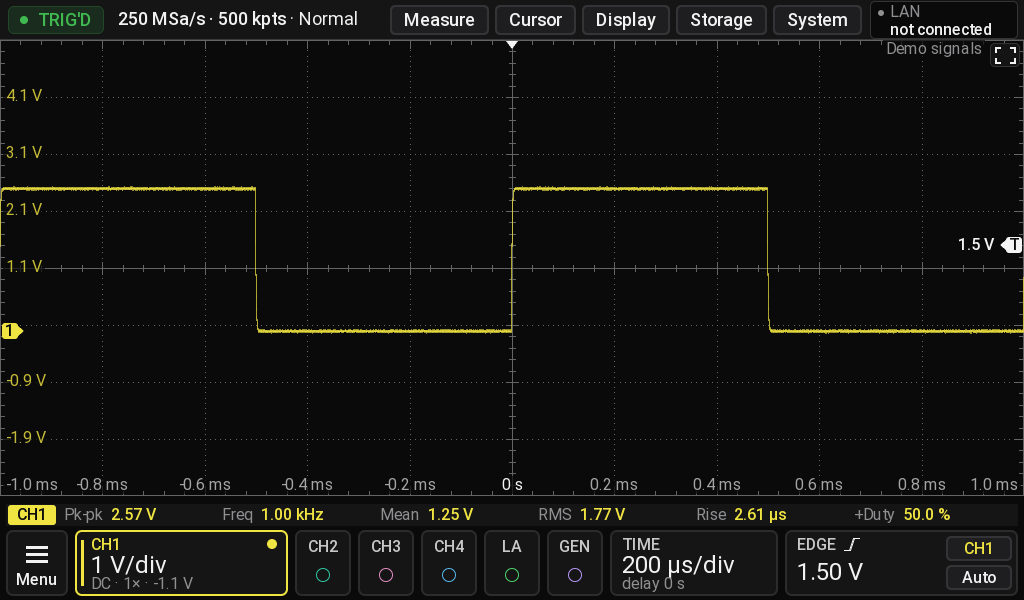 TRIG'D 250 MSa/s · 500 kpts · Normal Measure Cursor Display Storage System LAN
not connected
Demo signals
4.1 V
3.1 V
2.1 V
1.5 V T
1.1 V
1
-0.9 V
-1.9 V
-1.0 ms -0.8 ms -0.6 ms -0.4 ms -0.2 ms 0 s 0.2 ms 0.4 ms 0.6 ms 0.8 ms 1.0 ms
CH1 Pk-pk 2.57 V Freq 1.00 kHz Mean 1.25 V RMS 1.77 V Rise 2.61 µs +Duty 50.0 %
Menu
CH1
1 V/div
DC · 1× · -1.1 V
CH2 CH3 CH4 LA GEN
TIME
200 µs/div
delay 0 s
EDGE CH1
1.50 V Auto